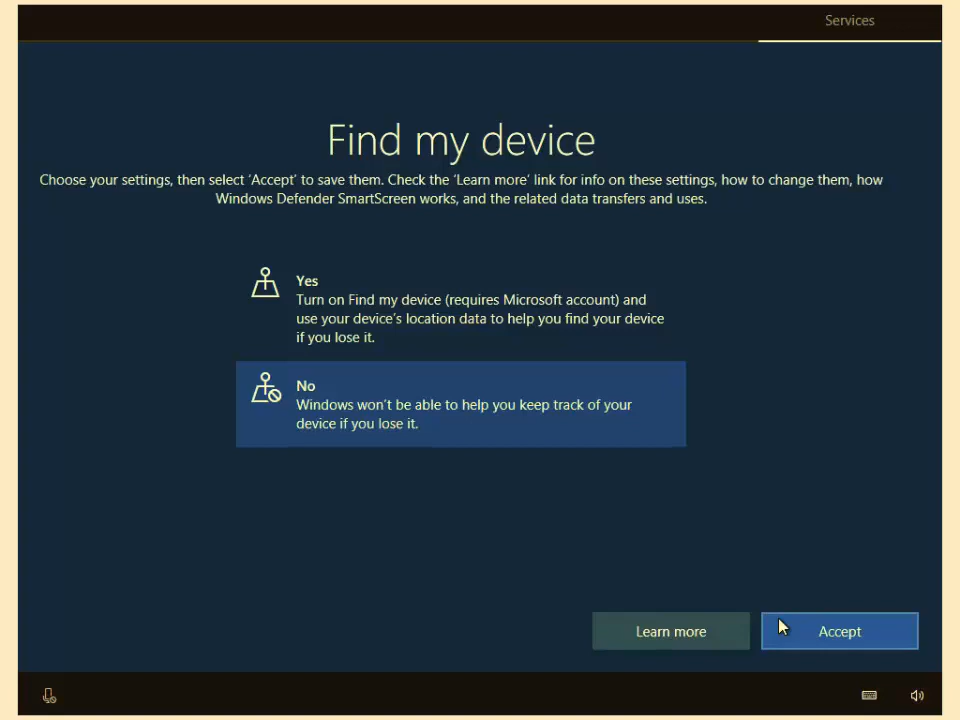 Services
Find my device
Choose your settings, then select 'Accept' to save them. Check the 'Learn more' link for info on these settings, how to change them, how
Windows Defender SmartScreen works, and the related data transfers and uses.
Yes
Turn on Find my device (requires Microsoft account) and
use your device's location data to help you find your device
if you lose it.
No
Windows won't be able to help you keep track of your
device if you lose it.
Learn more
Accept